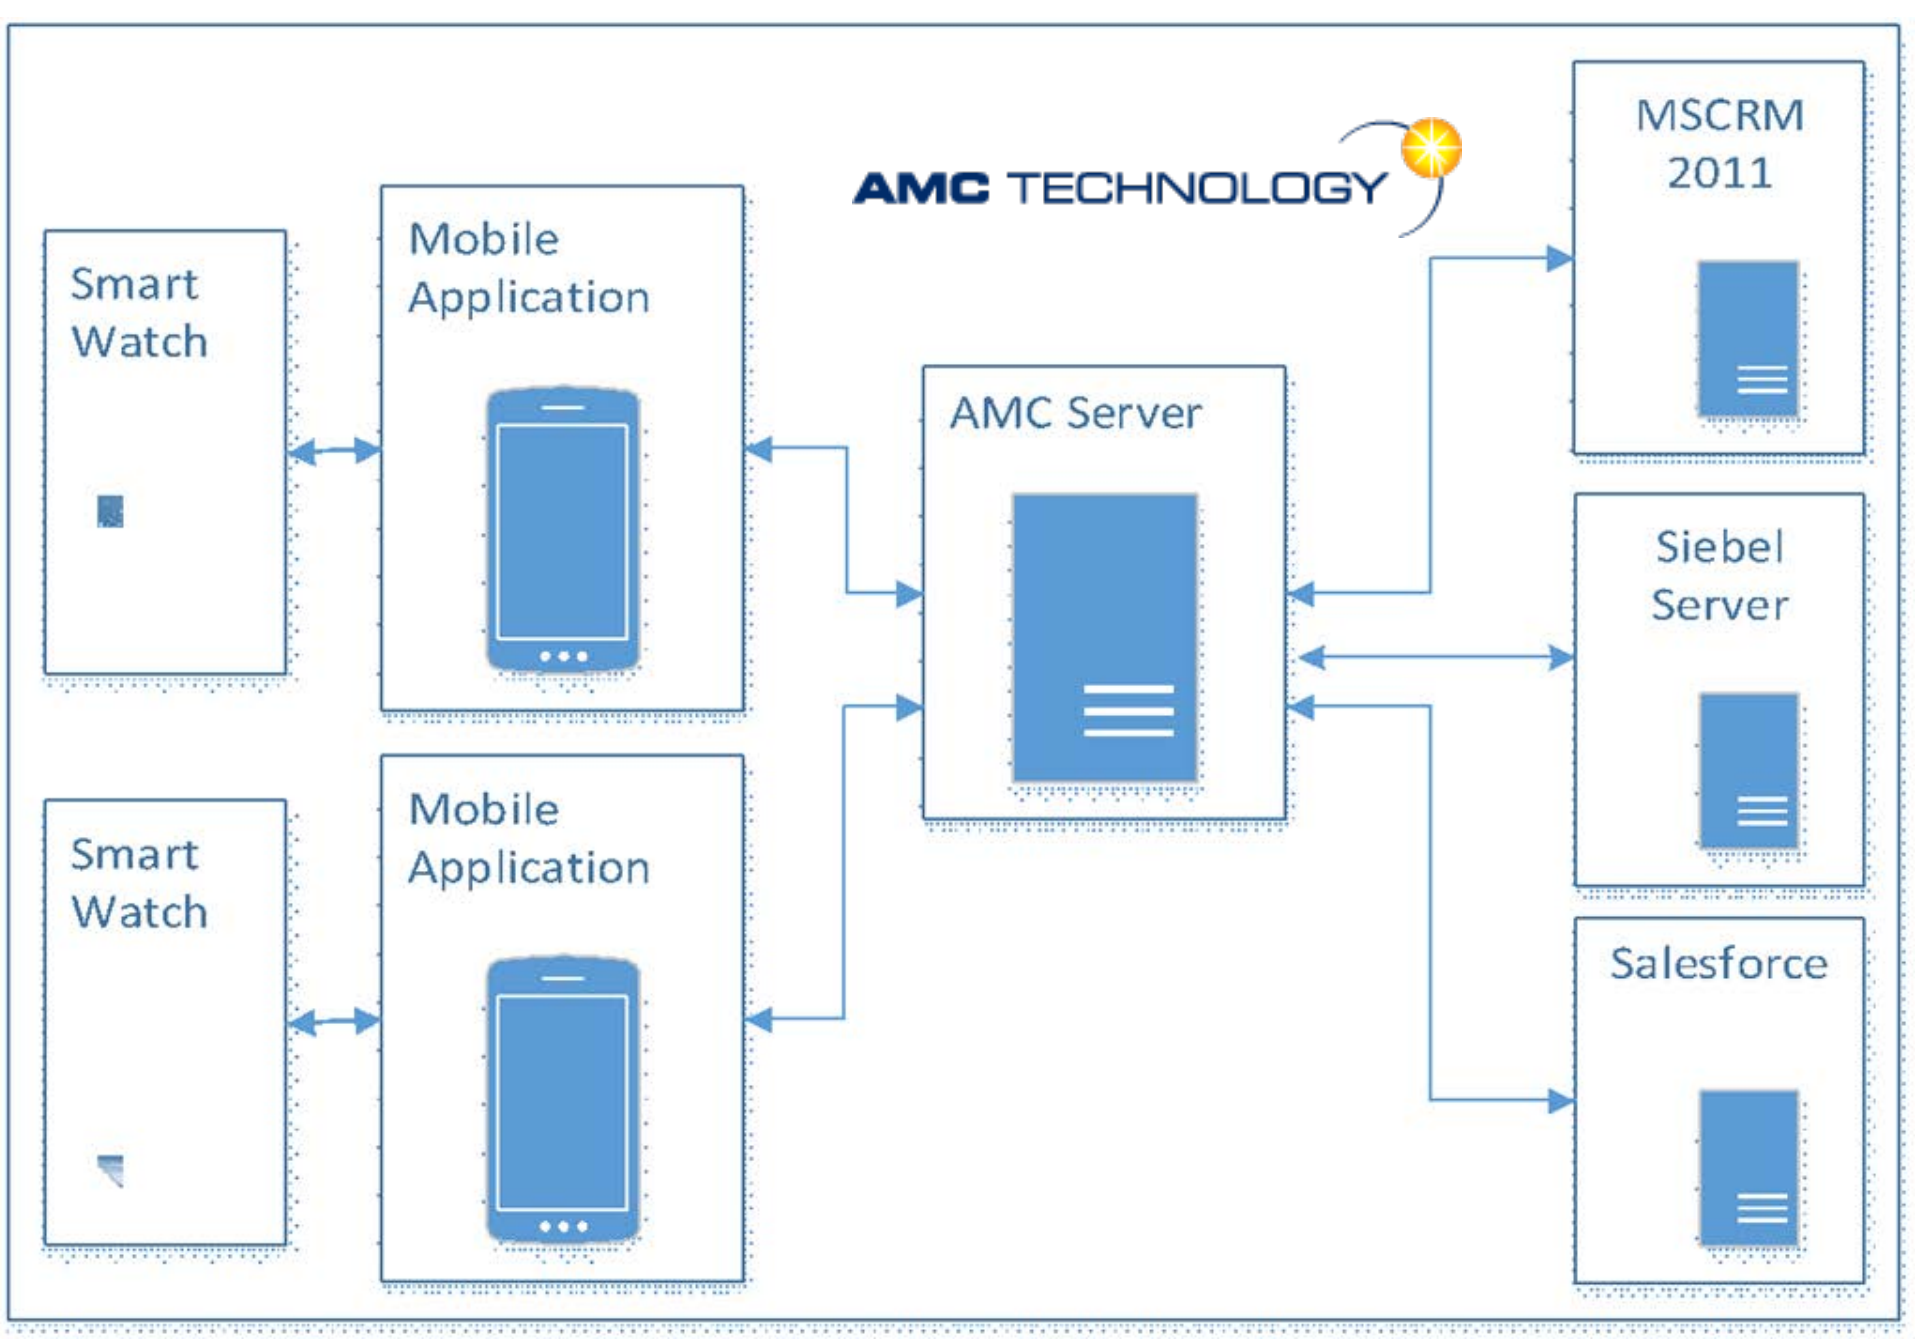 AMC TECHNOLOGY
MSCRM
2011
Mobile
Application
Smart
Watch
AMC Server
Siebel
Server
Mobile
Application
Smart
Watch
Salesforce